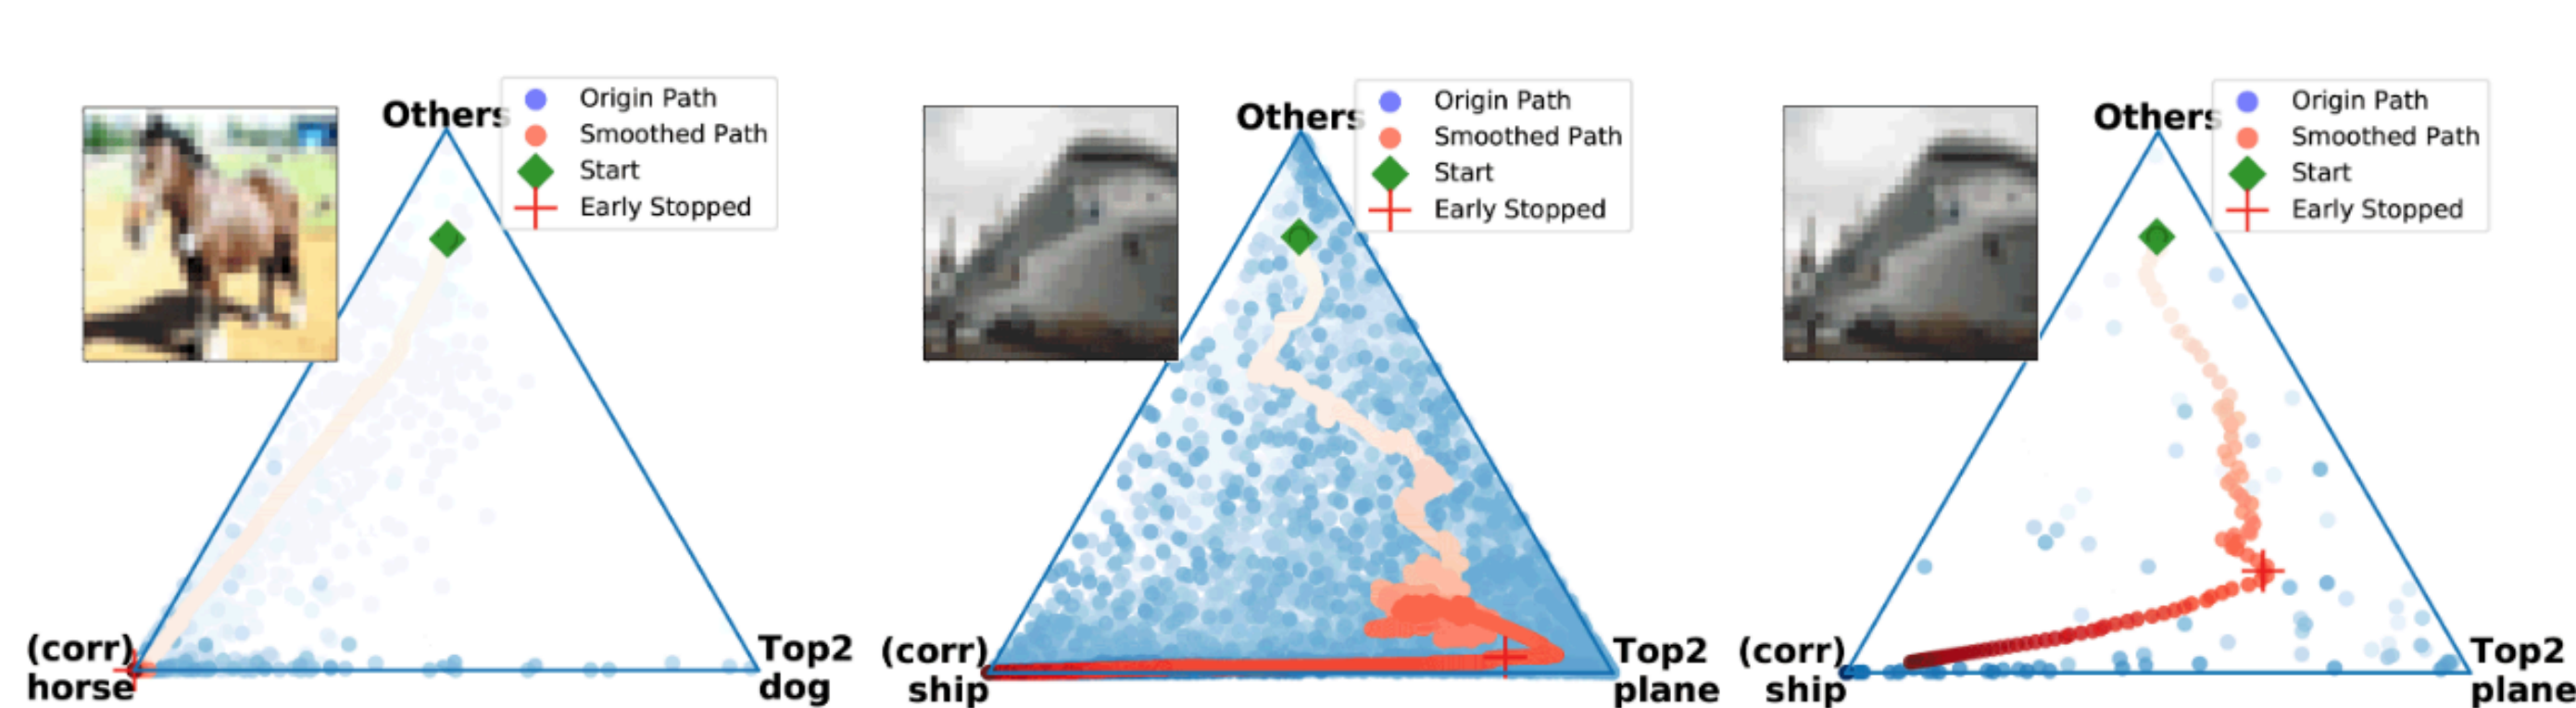 Others
Origin Path
Smoothed Path
Start
Early Stopped
(corr)
horse
Top2
dog
Others
Origin Path
Smoothed Path
Start
Early Stopped
(corr)
ship
Top2
plane
Others
Origin Path
Smoothed Path
Start
Early Stopped
(corr)
ship
Top2
plane